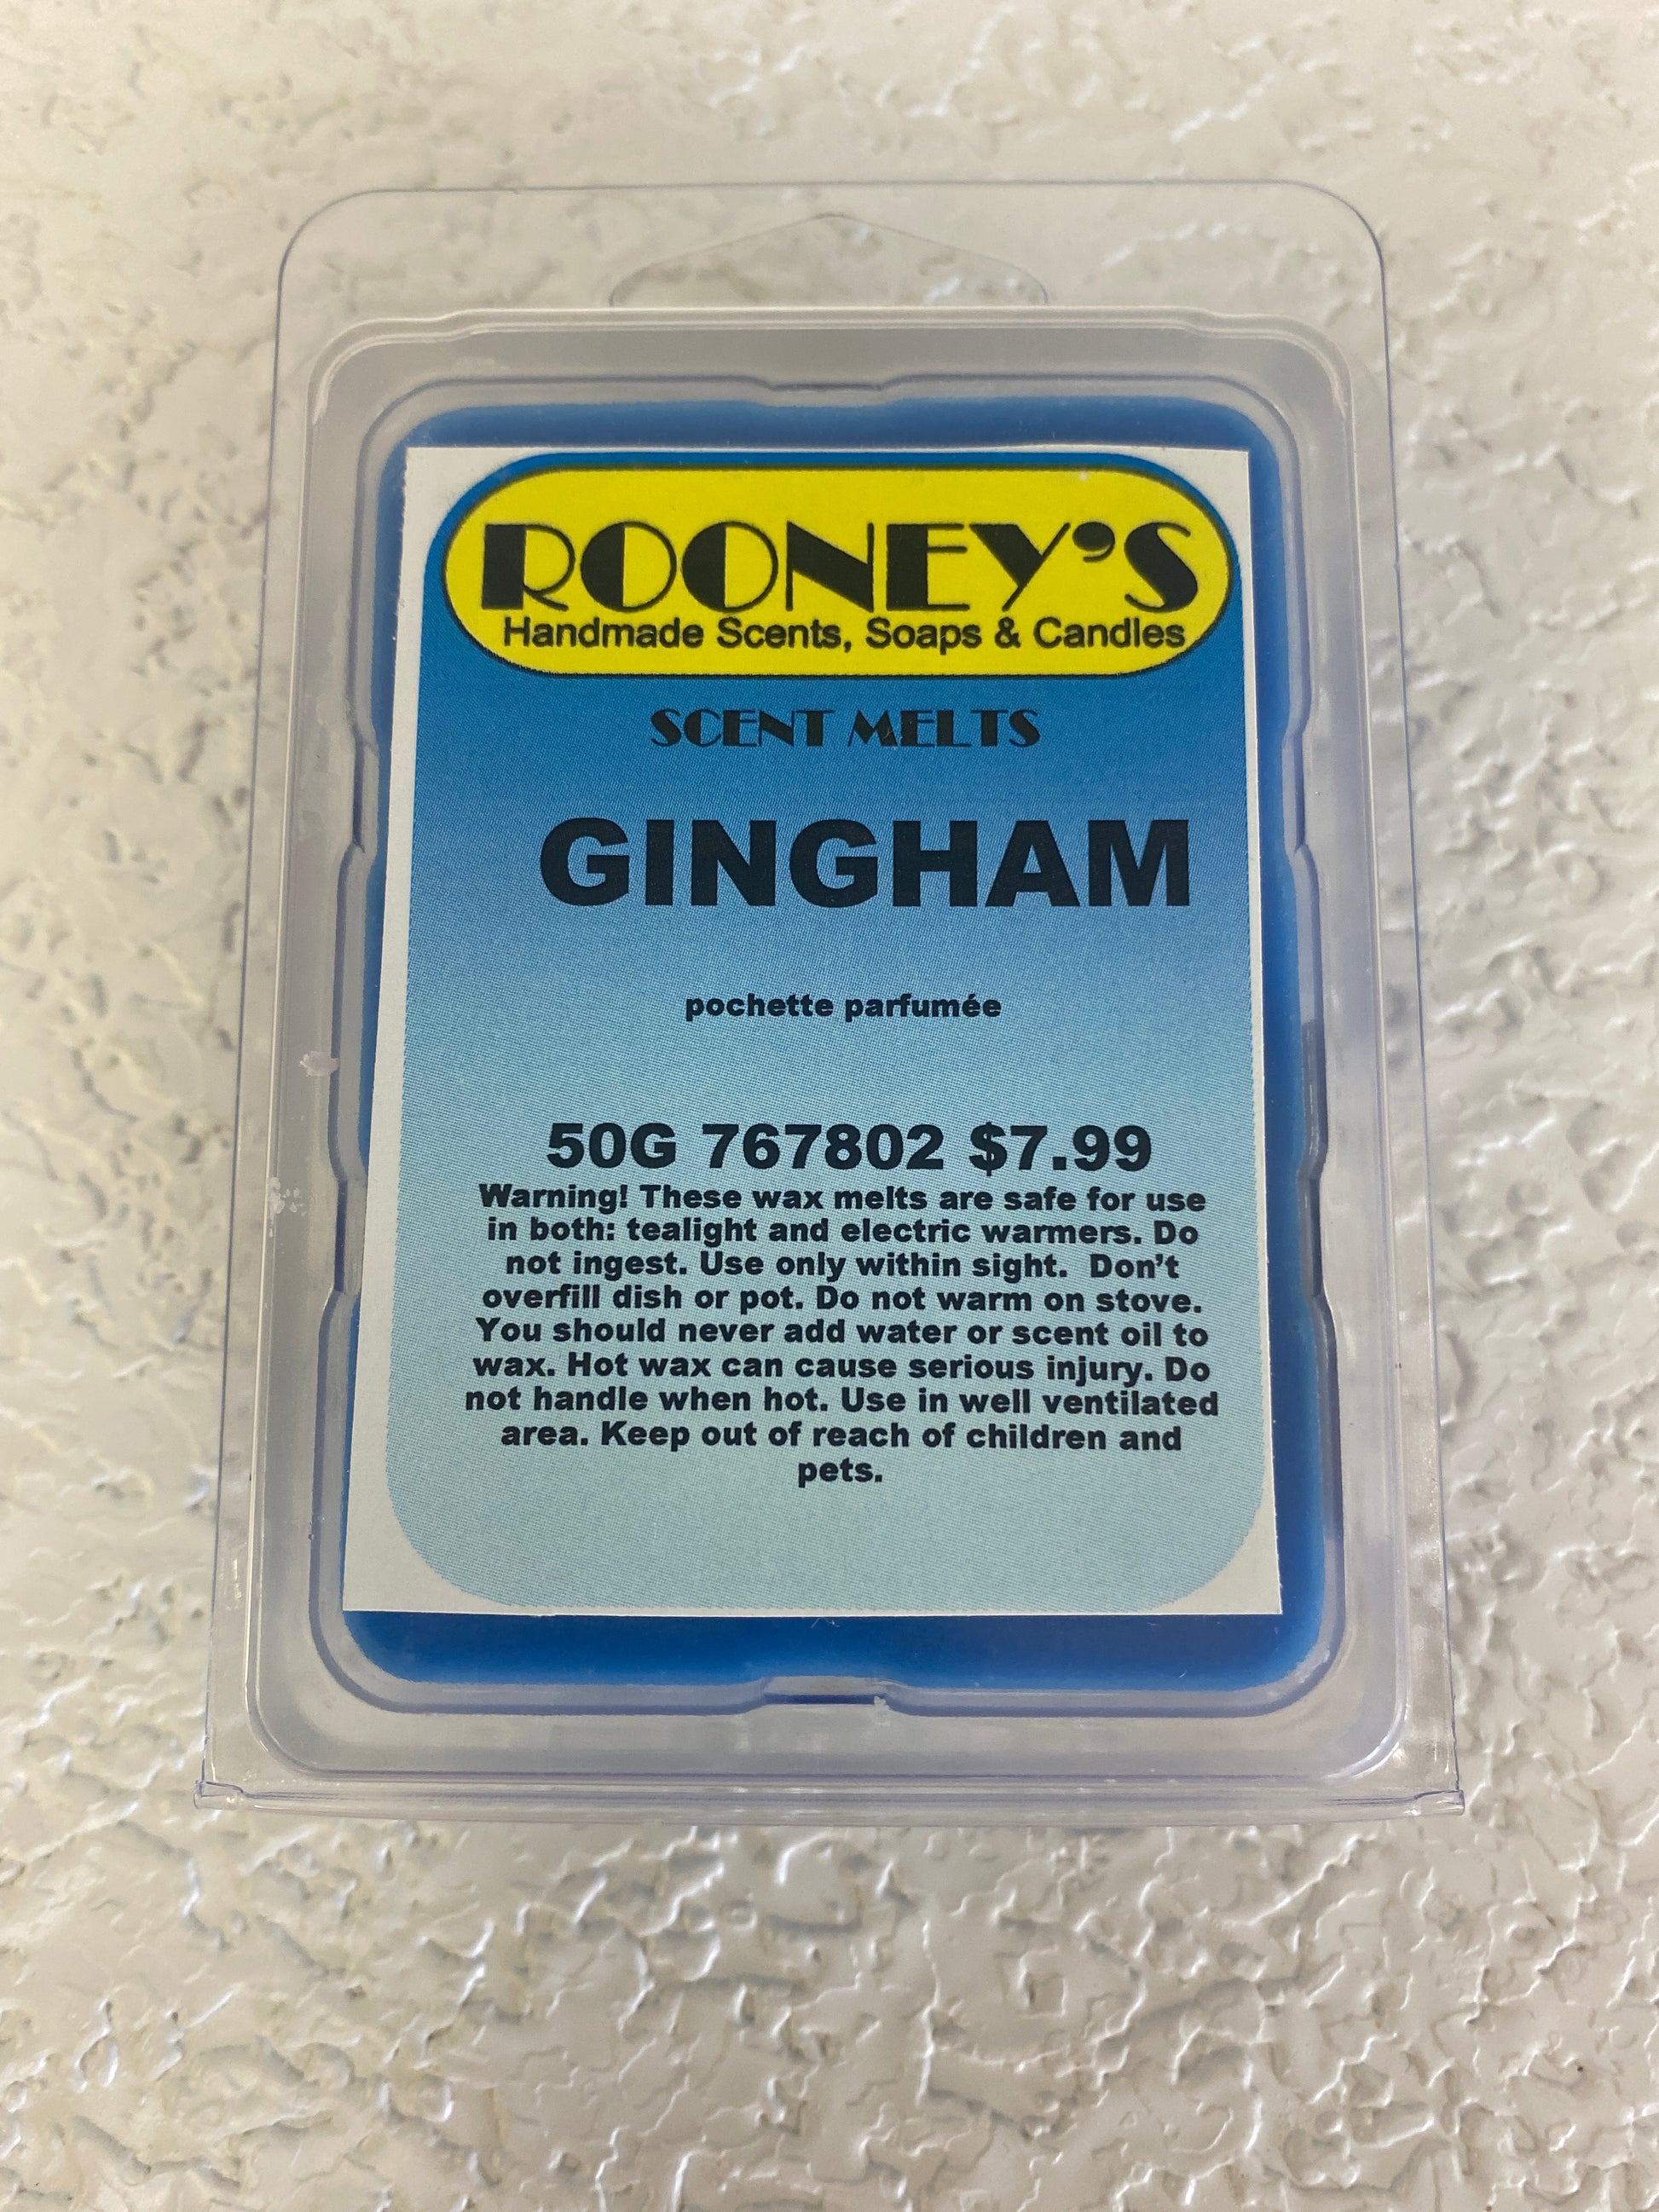 ROONEY'S
Handmade Scents, Soaps & Candles
SCENT MELTS
GINGHAM
pochette parfumée
50G 767802 $7.99
Warning! These wax melts are safe for use
in both: tealight and electric warmers. Do
not ingest. Use only within sight.  Don't
overfill dish or pot. Do not warm on stove.
You should never add water or scent oil to
wax. Hot wax can cause serious injury. Do
not handle when hot. Use in well ventilated
area. Keep out of reach of children and
pets.